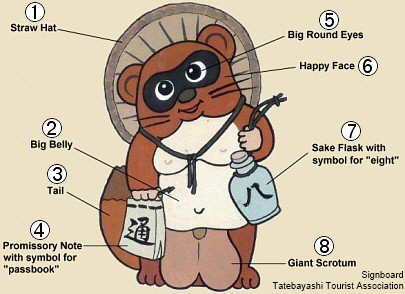 ①
Straw Hat
⑤
Big Round Eyes
Happy Face ⑥
②
Big Belly
③
Tail
④
Promissory Note
with symbol for
"passbook"
通
⑦
Sake Flask with
symbol for "eight"
八
⑧
Giant Scrotum
Signboard
Tatebayashi Tourist Association